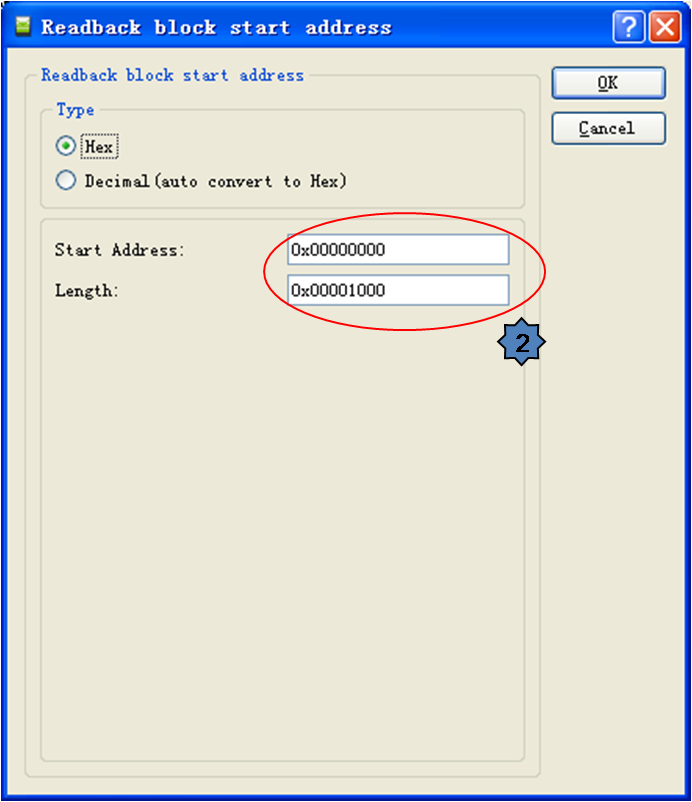 Readback block start address
Readback block start address
OK
Type
Cancel
Hex
Decimal(auto convert to Hex)
Start Address: 0x00000000
Length: 0x00001000
2